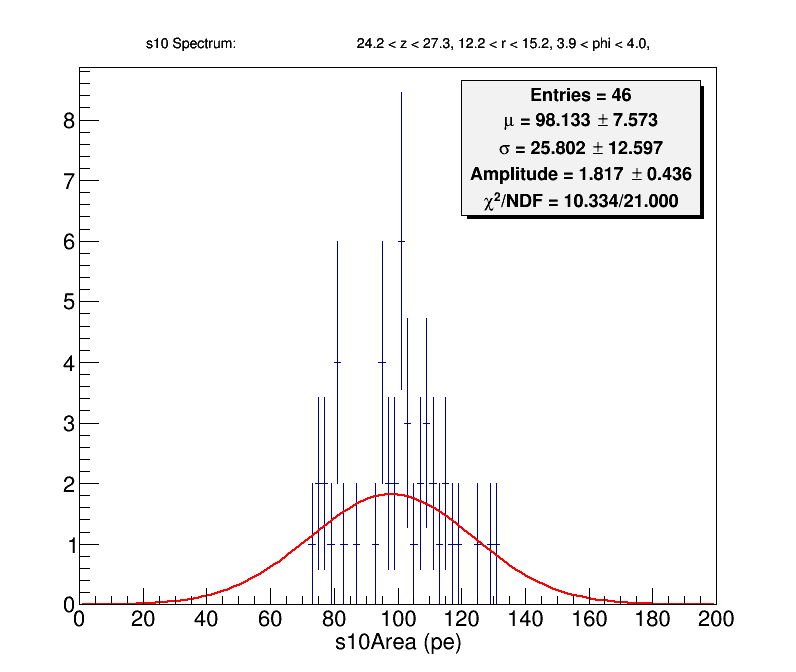 s10 Spectrum: 24.2 < z < 27.3, 12.2 < r < 15.2, 3.9 < phi < 4.0,
Entries = 46
μ = 98.133 ± 7.573
σ = 25.802 ± 12.597
Amplitude = 1.817 ± 0.436
χ²/NDF = 10.334/21.000
8
7
6
5
4
3
2
1
0
0 20 40 60 80 100 120 140 160 180 200
s10Area (pe)